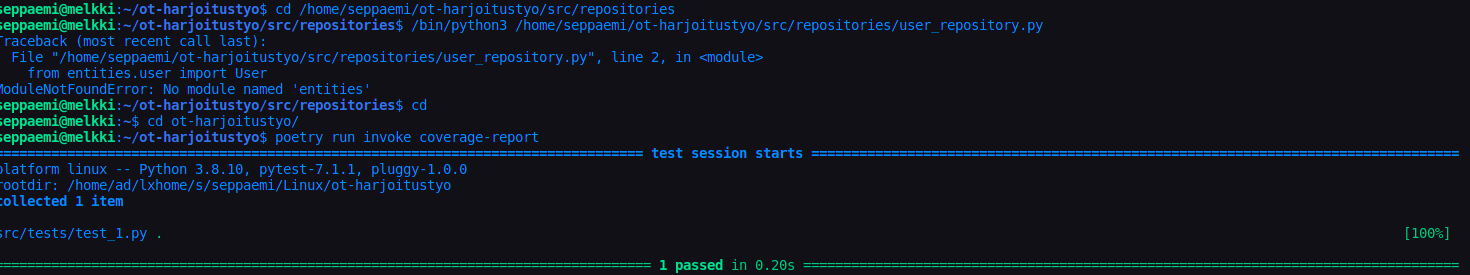 seppaemi@melkki:~/ot-harjoitustyo$ cd /home/seppaemi/ot-harjoitustyo/src/repositories
seppaemi@melkki:~/ot-harjoitustyo/src/repositories$ /bin/python3 /home/seppaemi/ot-harjoitustyo/src/repositories/user_repository.py
Traceback (most recent call last):
  File "/home/seppaemi/ot-harjoitustyo/src/repositories/user_repository.py", line 2, in <module>
    from entities.user import User
ModuleNotFoundError: No module named 'entities'
seppaemi@melkki:~/ot-harjoitustyo/src/repositories$ cd
seppaemi@melkki:~$ cd ot-harjoitustyo/
seppaemi@melkki:~/ot-harjoitustyo$ poetry run invoke coverage-report
test session starts
platform linux -- Python 3.8.10, pytest-7.1.1, pluggy-1.0.0
rootdir: /home/ad/lxhome/s/seppaemi/Linux/ot-harjoitustyo
collected 1 item
src/tests/test_1.py . [100%]
1 passed in 0.20s